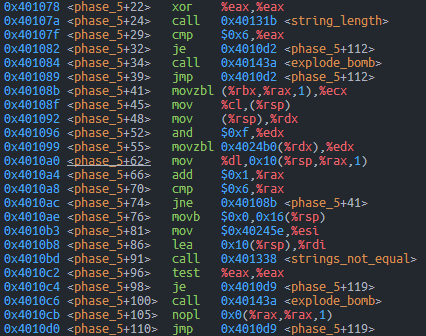 0x401078 <phase_5+22> xor %eax,%eax
0x40107a <phase_5+24> call 0x40131b <string_length>
0x40107f <phase_5+29> cmp $0x6,%eax
0x401082 <phase_5+32> je 0x4010d2 <phase_5+112>
0x401084 <phase_5+34> call 0x40143a <explode_bomb>
0x401089 <phase_5+39> jmp 0x4010d2 <phase_5+112>
0x40108b <phase_5+41> movzbl (%rbx,%rax,1),%ecx
0x40108f <phase_5+45> mov %cl,(%rsp)
0x401092 <phase_5+48> mov (%rsp),%rdx
0x401096 <phase_5+52> and $0xf,%edx
0x401099 <phase_5+55> movzbl 0x4024b0(%rdx),%edx
0x4010a0 <phase_5+62> mov %dl,0x10(%rsp,%rax,1)
0x4010a4 <phase_5+66> add $0x1,%rax
0x4010a8 <phase_5+70> cmp $0x6,%rax
0x4010ac <phase_5+74> jne 0x40108b <phase_5+41>
0x4010ae <phase_5+76> movb $0x0,0x16(%rsp)
0x4010b3 <phase_5+81> mov $0x40245e,%esi
0x4010b8 <phase_5+86> lea 0x10(%rsp),%rdi
0x4010bd <phase_5+91> call 0x401338 <strings_not_equal>
0x4010c2 <phase_5+96> test %eax,%eax
0x4010c4 <phase_5+98> je 0x4010d9 <phase_5+119>
0x4010c6 <phase_5+100> call 0x40143a <explode_bomb>
0x4010cb <phase_5+105> nopl 0x0(%rax,%rax,1)
0x4010d0 <phase_5+110> jmp 0x4010d9 <phase_5+119>